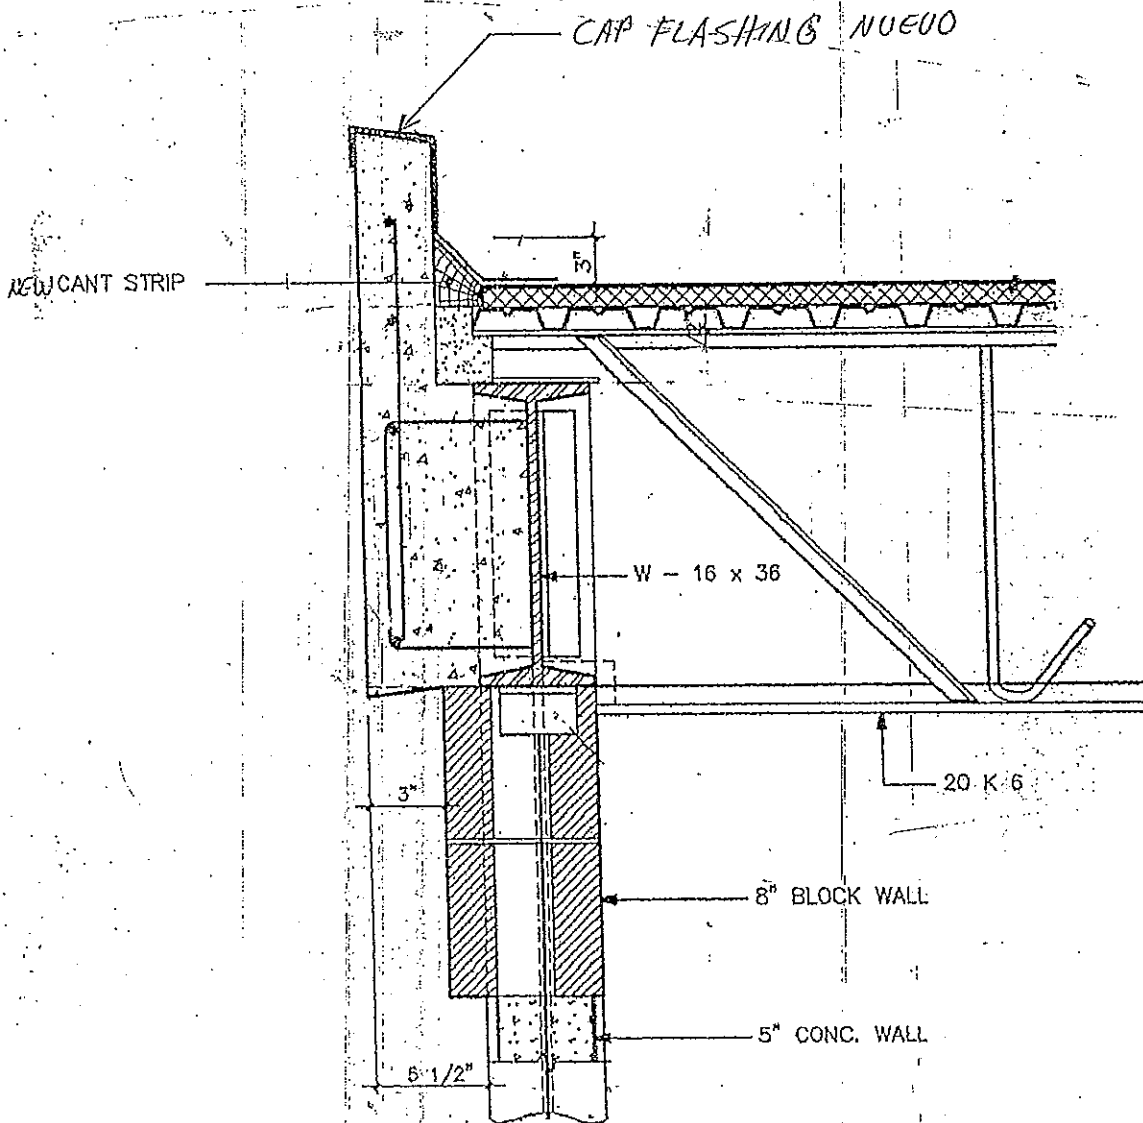 CAP FLASHING NUEVO
3"
NEW CANT STRIP
W - 16 x 36
20 K 6
3"
8" BLOCK WALL
5" CONC. WALL
5 1/2"